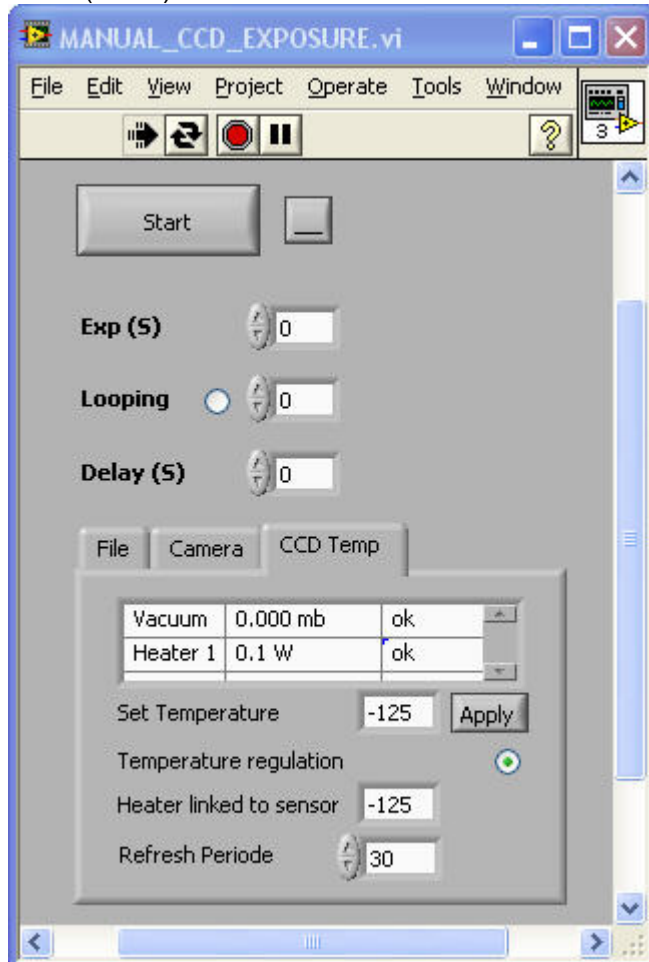 MANUAL_CCD_EXPOSURE.vi
File Edit View Project Operate Tools Window
3
Start
Exp (S) 0
Looping 0
Delay (S) 0
File Camera CCD Temp
Vacuum 0.000 mb ok
Heater 1 0.1 W ok
Set Temperature -125 Apply
Temperature regulation
Heater linked to sensor -125
Refresh Periode 30